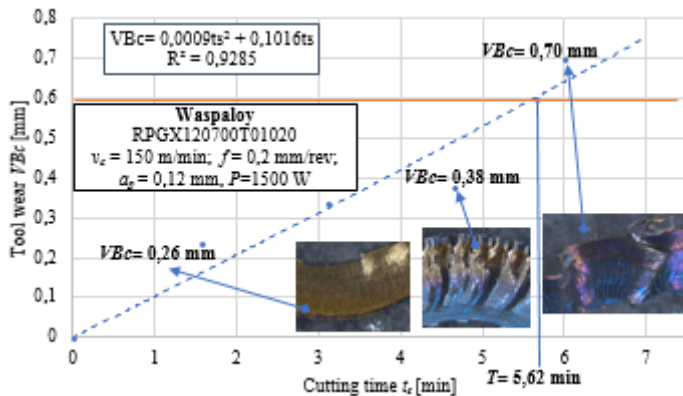 VBc= 0,0009ts² + 0,1016ts
R² = 0,9285
Waspaloy
RPGX120700T01020
vc = 150 m/min; f = 0,2 mm/rev;
ap = 0,12 mm, P=1500 W
VBc= 0,70 mm
VBc= 0,38 mm
VBc= 0,26 mm
T= 5,62 min
Tool wear VBc [mm]
0,8
0,7
0,6
0,5
0,4
0,3
0,2
0,1
0
0 1 2 3 4 5 6 7
Cutting time tc [min]